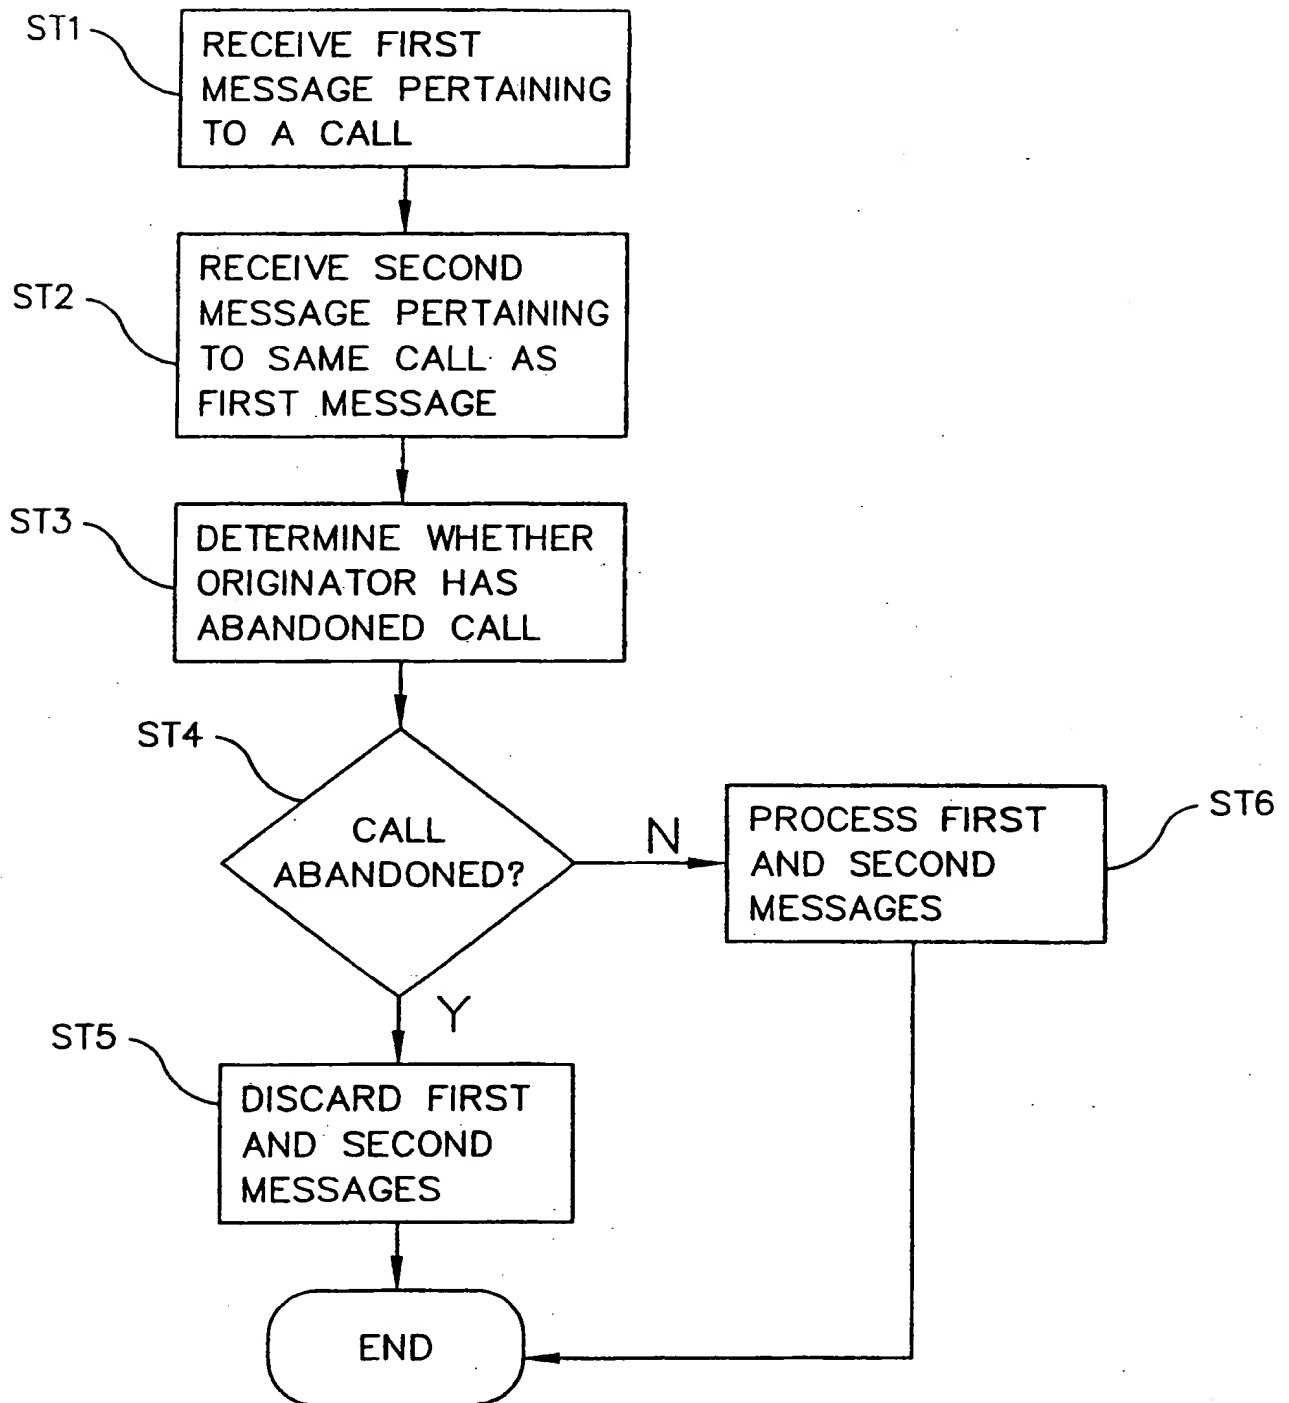 ST1
RECEIVE FIRST
MESSAGE PERTAINING
TO A CALL
ST2
RECEIVE SECOND
MESSAGE PERTAINING
TO SAME CALL AS
FIRST MESSAGE
ST3
DETERMINE WHETHER
ORIGINATOR HAS
ABANDONED CALL
ST4
CALL
ABANDONED?
N
PROCESS FIRST
AND SECOND
MESSAGES
ST6
Y
ST5
DISCARD FIRST
AND SECOND
MESSAGES
END